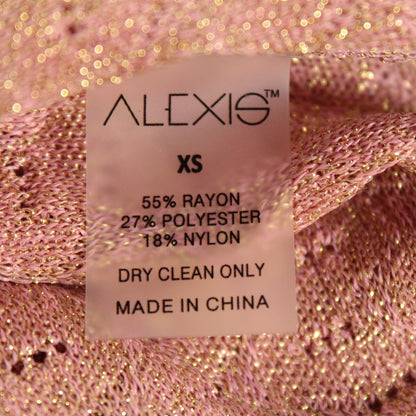 ALEXIS™
XS
55% RAYON
27% POLYESTER
18% NYLON
DRY CLEAN ONLY
MADE IN CHINA